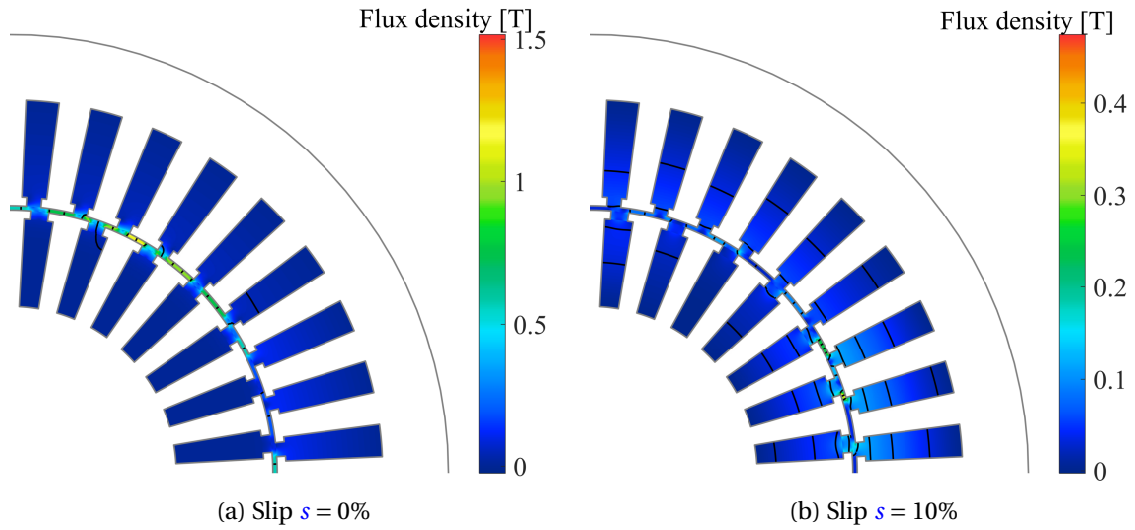 Flux density [T]
1.5
1
0.5
0
(a) Slip s = 0%
Flux density [T]
0.4
0.3
0.2
0.1
0
(b) Slip s = 10%